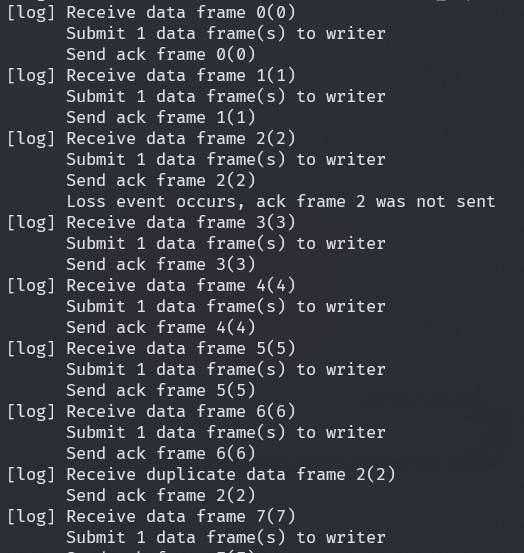 [log] Receive data frame 0(0)
Submit 1 data frame(s) to writer
Send ack frame 0(0)
[log] Receive data frame 1(1)
Submit 1 data frame(s) to writer
Send ack frame 1(1)
[log] Receive data frame 2(2)
Submit 1 data frame(s) to writer
Send ack frame 2(2)
Loss event occurs, ack frame 2 was not sent
[log] Receive data frame 3(3)
Submit 1 data frame(s) to writer
Send ack frame 3(3)
[log] Receive data frame 4(4)
Submit 1 data frame(s) to writer
Send ack frame 4(4)
[log] Receive data frame 5(5)
Submit 1 data frame(s) to writer
Send ack frame 5(5)
[log] Receive data frame 6(6)
Submit 1 data frame(s) to writer
Send ack frame 6(6)
[log] Receive duplicate data frame 2(2)
Send ack frame 2(2)
[log] Receive data frame 7(7)
Submit 1 data frame(s) to writer